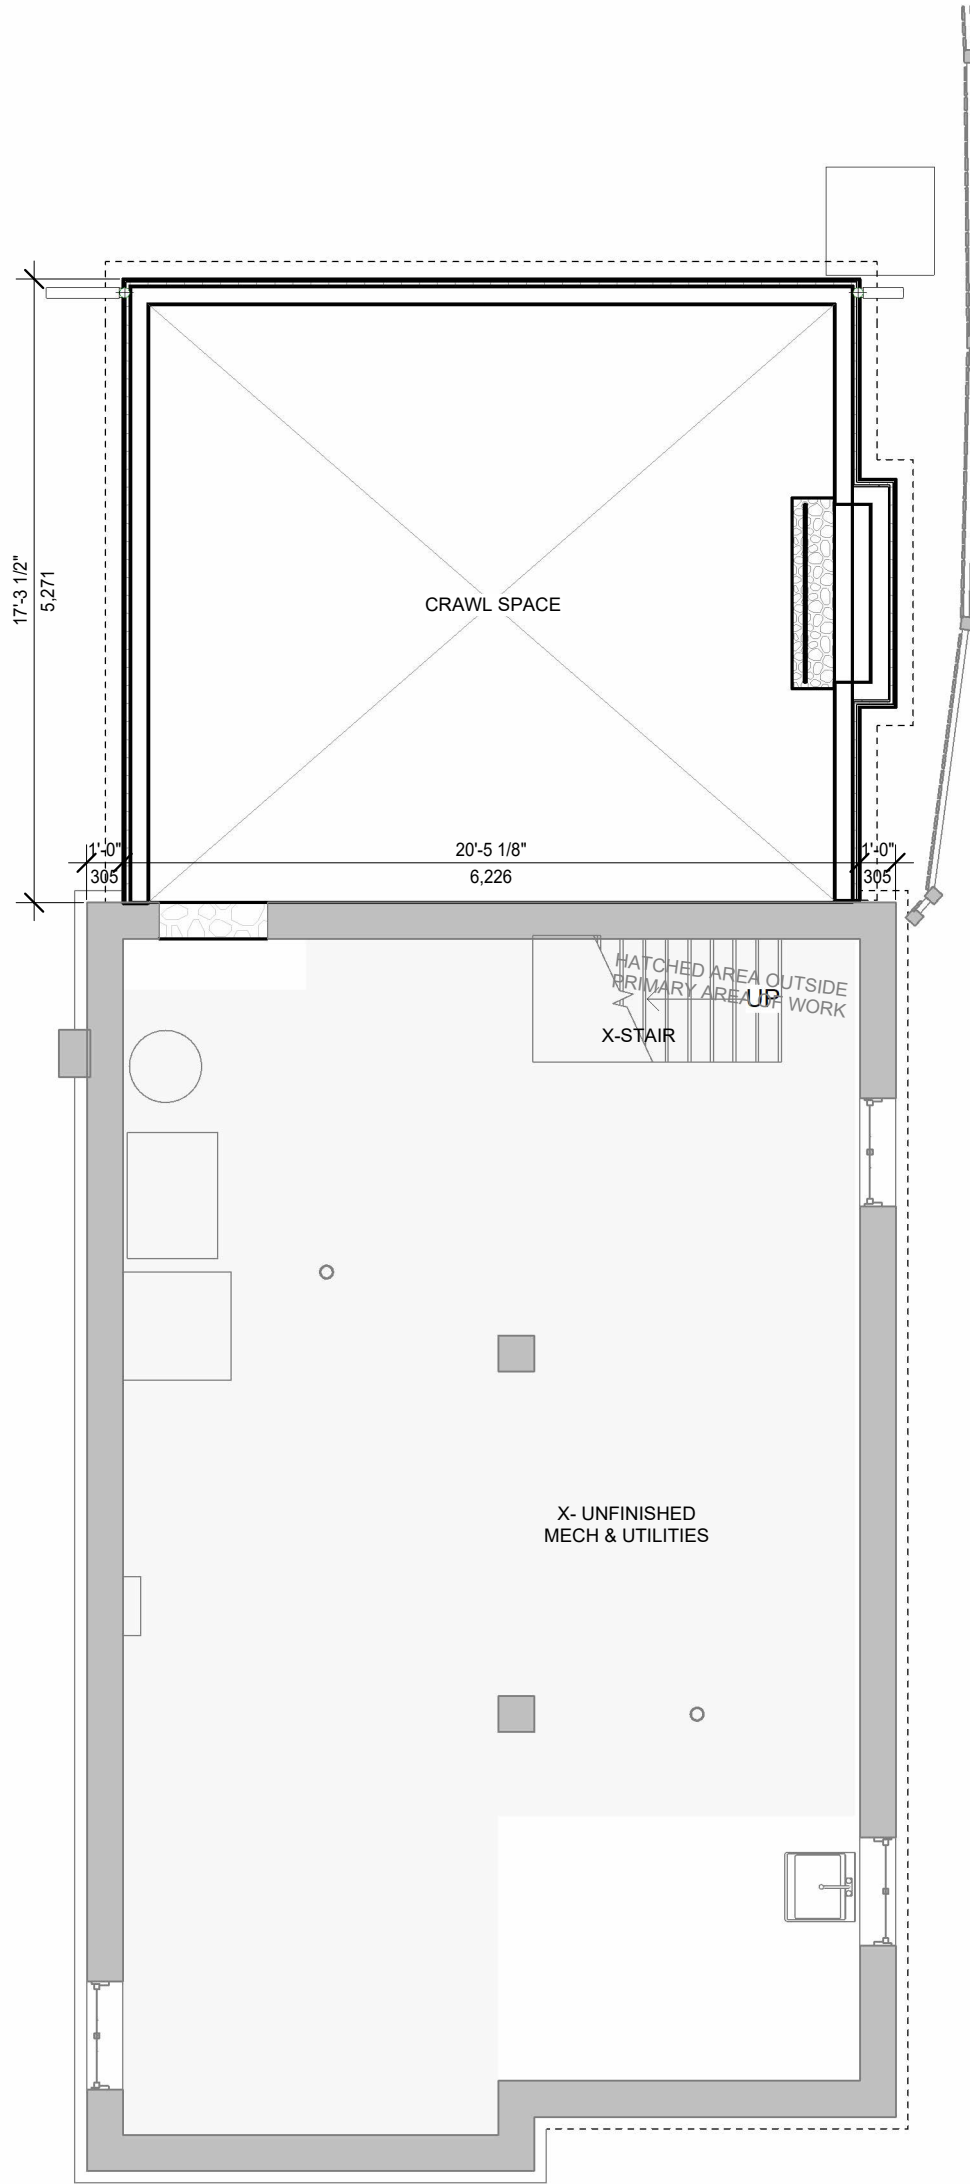 17'-3 1/2"
5,271
CRAWL SPACE
1'-0"
305
20'-5 1/8"
6,226
1'-0"
305
HATCHED AREA OUTSIDE
PRIMARY AREA OF WORK
UP
X-STAIR
X- UNFINISHED
MECH & UTILITIES